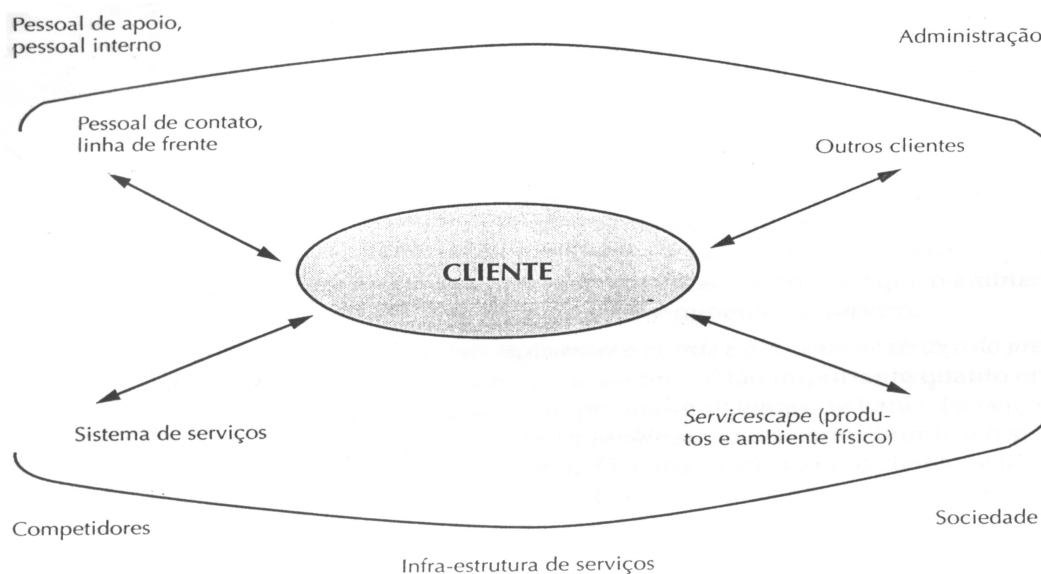 Pessoal de apoio,
pessoal interno
Administração
Pessoal de contato,
linha de frente
Outros clientes
CLIENTE
Sistema de serviços
Servicescape (produ-
tos e ambiente físico)
Competidores
Sociedade
Infra-estrutura de serviços